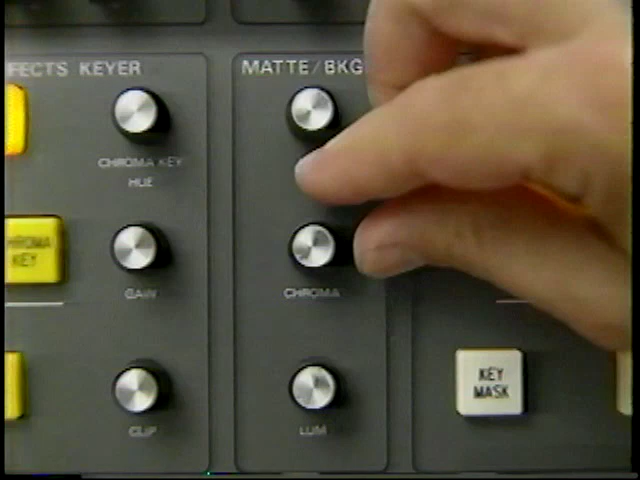 FECTS KEYER
MATTE/BKG
CHROMA KEY
HUE
HROMA
KEY
GAIN
CHROMA
CLIP
LUM
KEY
MASK